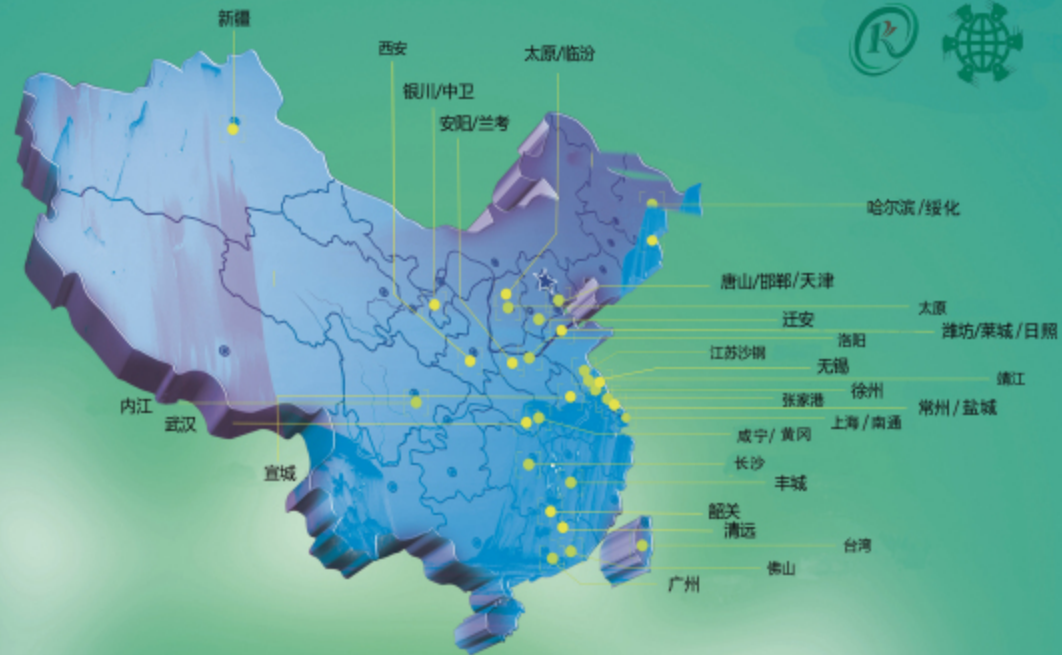 新疆
西安
太原/临汾
银川/中卫
安阳/兰考
哈尔滨/绥化
唐山/邯郸/天津
太原
迁安
潍坊/莱城/日照
洛阳
江苏沙钢
无锡
靖江
徐州
张家港
常州/盐城
内江
武汉
上海/南通
咸宁/黄冈
长沙
宣城
丰城
韶关
清远
台湾
佛山
广州
R